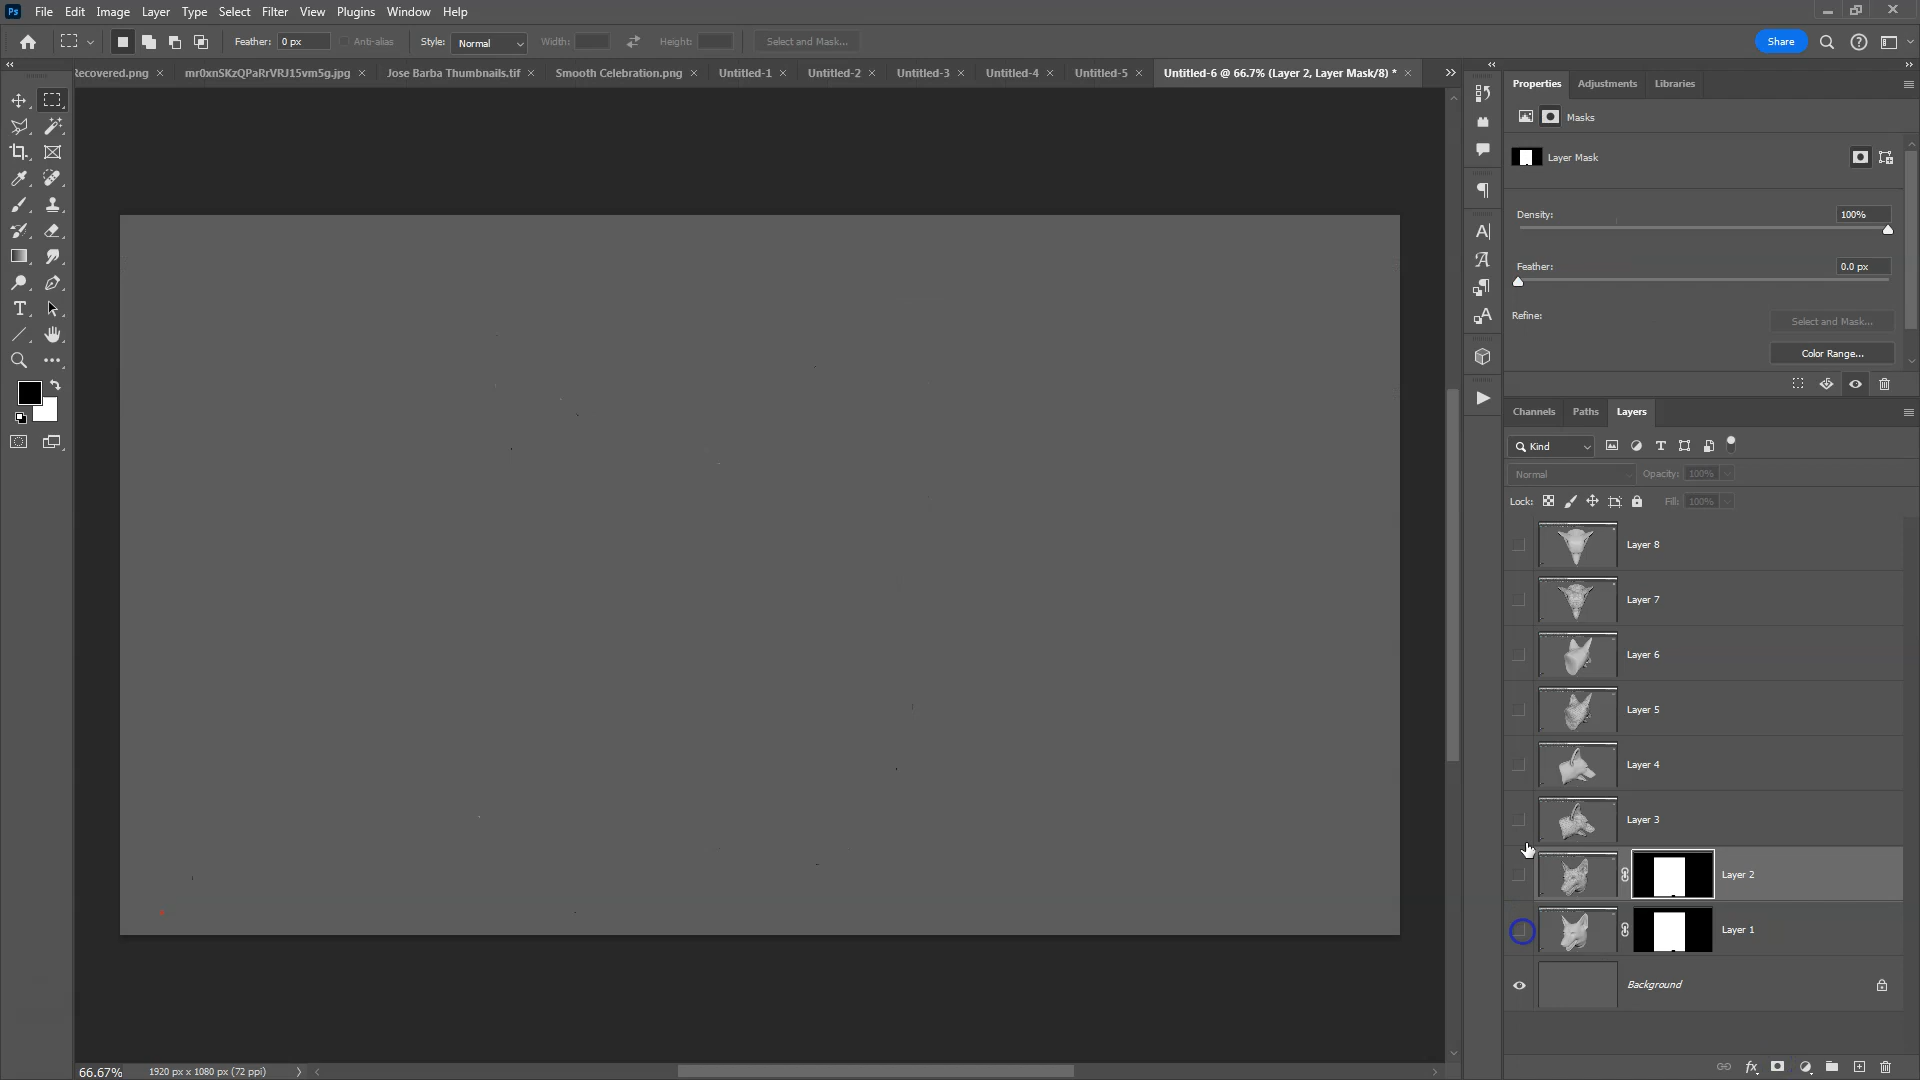 Ps File Edit Image Layer Type Select Filter View Plugins Window Help
Feather: 0 px Anti-alias Style: Normal Width: Height: Select and Mask... Share
Recovered.png × mr0xnSKzQPaRrVRJ15vm5g.jpg × Jose Barba Thumbnails.tif × Smooth Celebration.png × Untitled-1 × Untitled-2 × Untitled-3 × Untitled-4 × Untitled-5 × Untitled-6 @ 66.7% (Layer 2, Layer Mask/8) * ×
Properties Adjustments Libraries
Masks
Layer Mask
Density: 100%
Feather: 0.0 px
Refine:
Select and Mask...
Color Range...
Channels Paths Layers
Kind
Normal Opacity: 100%
Lock: Fill: 100%
Layer 8
Layer 7
Layer 6
Layer 5
Layer 4
Layer 3
Layer 2
Layer 1
Background
66.67% 1920 px x 1080 px (72 ppi)